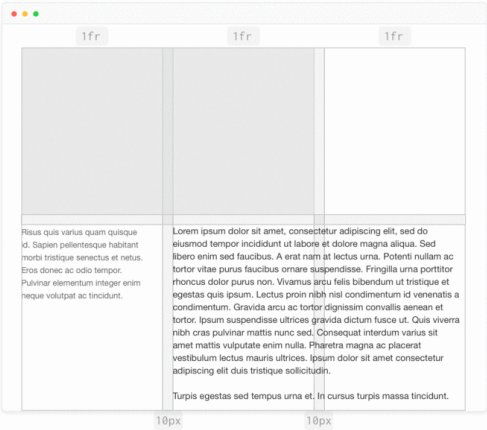 1fr 1fr 1fr
Risus quis varius quam quisque
id. Sapien pellentesque habitant
morbi tristique senectus et netus.
Eros donec ac odio tempor.
Pulvinar elementum integer enim
neque volutpat ac tincidunt.
Lorem ipsum dolor sit amet, consectetur adipiscing elit, sed do
eiusmod tempor incididunt ut labore et dolore magna aliqua. Sed
libero enim sed faucibus. A erat nam at lectus urna. Potenti nullam ac
tortor vitae purus faucibus ornare suspendisse. Fringilla urna porttitor
rhoncus dolor purus non. Vivamus arcu felis bibendum ut tristique et
egestas quis ipsum. Lectus proin nibh nisl condimentum id venenatis a
condimentum. Gravida arcu ac tortor dignissim convallis aenean et
tortor. Ipsum suspendisse ultrices gravida dictum fusce ut. Quis viverra
nibh cras pulvinar mattis nunc sed. Consequat interdum varius sit
amet mattis vulputate enim nulla. Pharetra magna ac placerat
vestibulum lectus mauris ultrices. Ipsum dolor sit amet consectetur
adipiscing elit duis tristique sollicitudin.
Turpis egestas sed tempus urna et. In cursus turpis massa tincidunt.
10px 10px